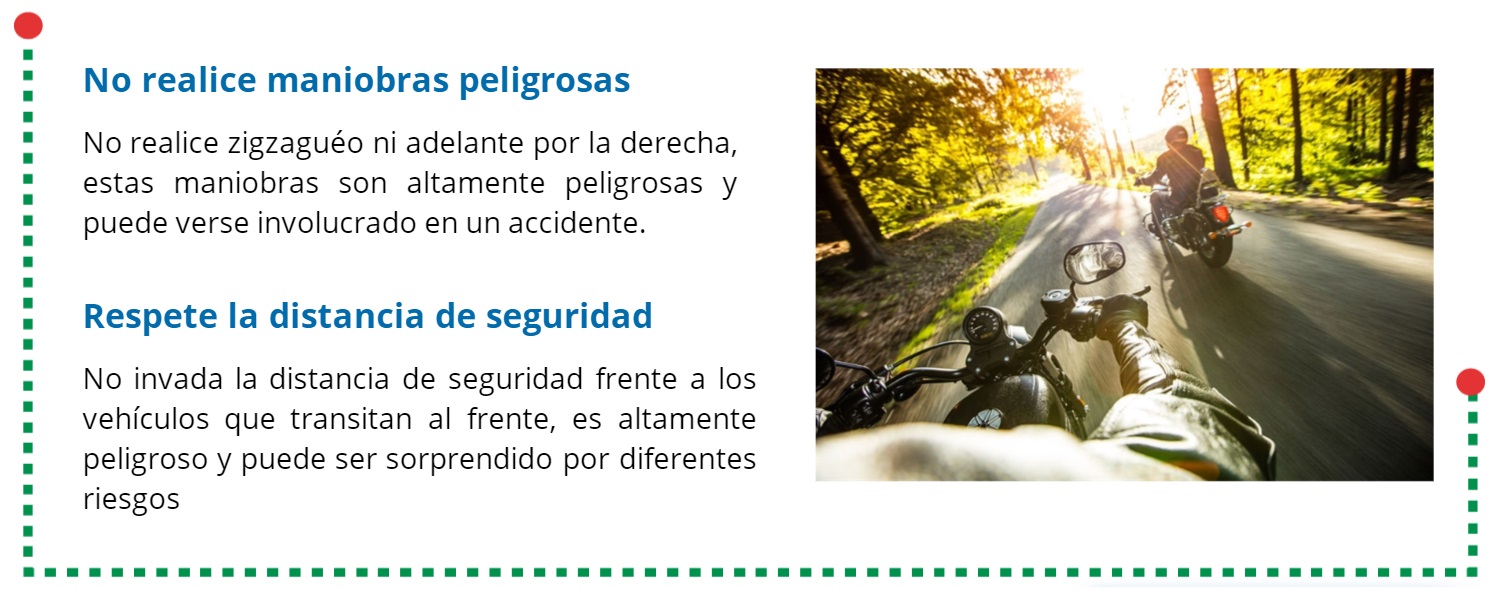 No realice maniobras peligrosas
No realice zigzaguéo ni adelante por la derecha,
estas maniobras son altamente peligrosas y
puede verse involucrado en un accidente.
Respete la distancia de seguridad
No invada la distancia de seguridad frente a los
vehículos que transitan al frente, es altamente
peligroso y puede ser sorprendido por diferentes
riesgos